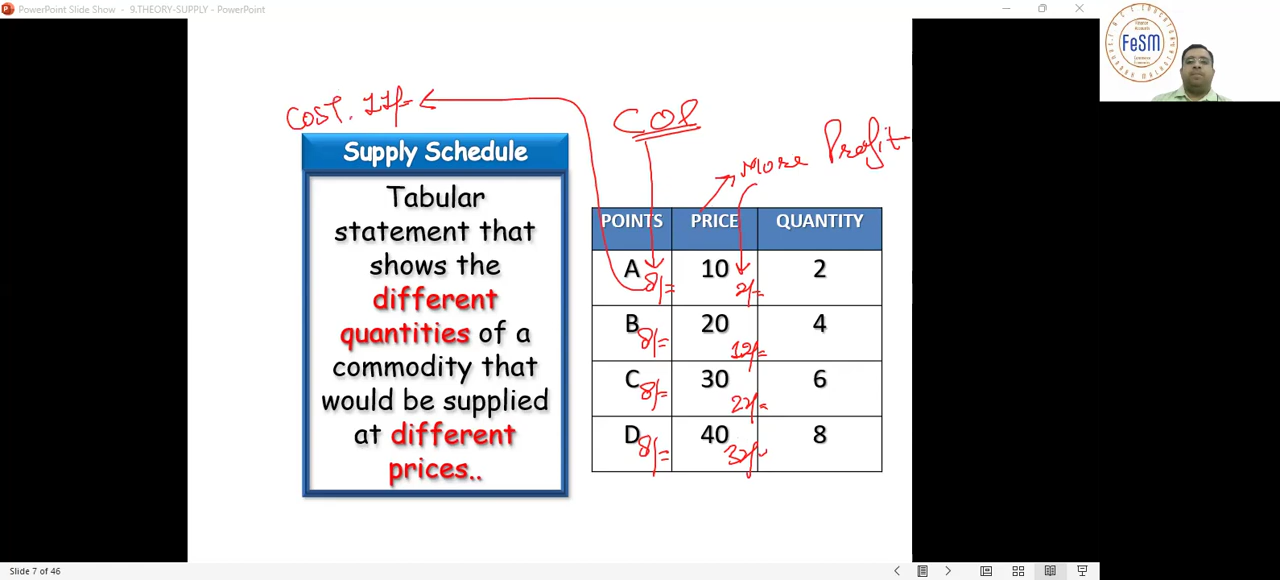 PowerPoint Slide Show - 9.THEORY-SUPPLY - PowerPoint
FeSM
COST. 11/=
COP
More Profit
Supply Schedule
Tabular
statement that
shows the
different
quantities of a
commodity that
would be supplied
at different
prices..
POINTS PRICE QUANTITY
A 8/= 10 2/= 2
B 8/= 20 12/= 4
C 8/= 30 22/= 6
D 8/= 40 32/= 8
Slide 7 of 46